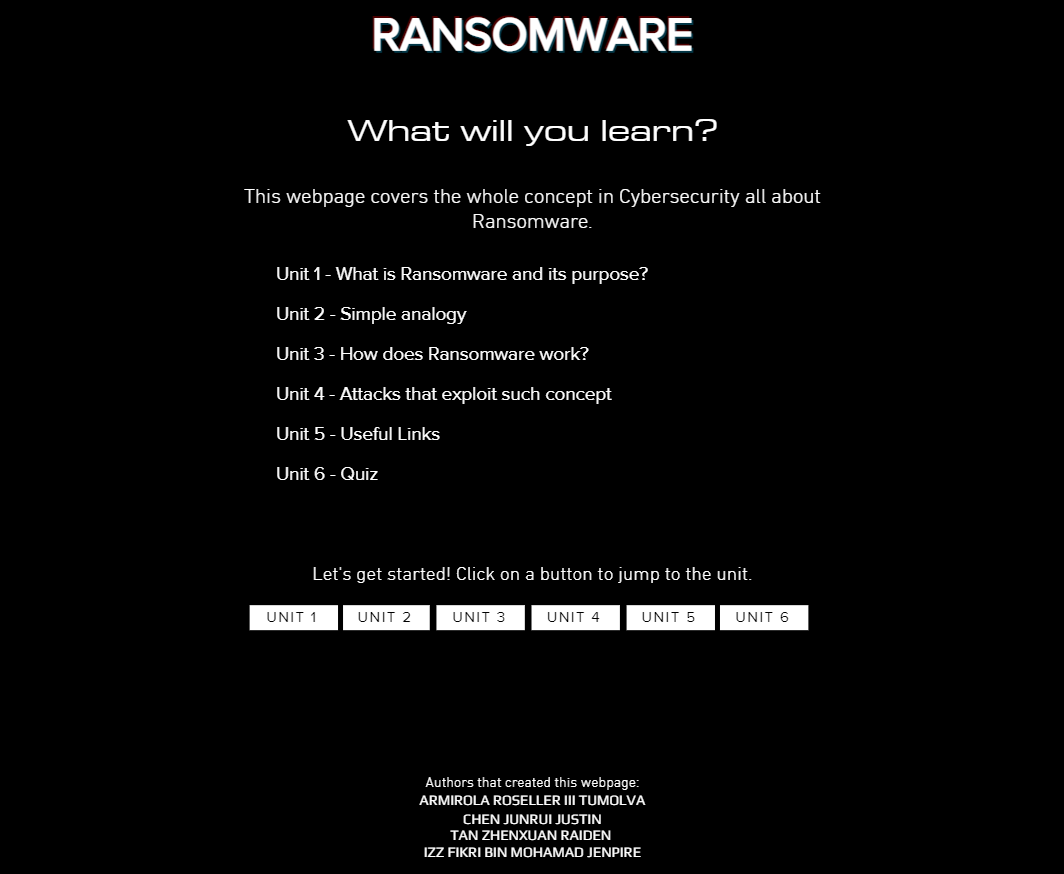 RANSOMWARE
What will you learn?
This webpage covers the whole concept in Cybersecurity all about
Ransomware.
Unit 1 - What is Ransomware and its purpose?
Unit 2 - Simple analogy
Unit 3 - How does Ransomware work?
Unit 4 - Attacks that exploit such concept
Unit 5 - Useful Links
Unit 6 - Quiz
Let's get started! Click on a button to jump to the unit.
UNIT 1 UNIT 2 UNIT 3 UNIT 4 UNIT 5 UNIT 6
Authors that created this webpage:
ARMIROLA ROSELLER III TUMOLVA
CHEN JUNRUI JUSTIN
TAN ZHENXUAN RAIDEN
IZZ FIKRI BIN MOHAMAD JENPIRE